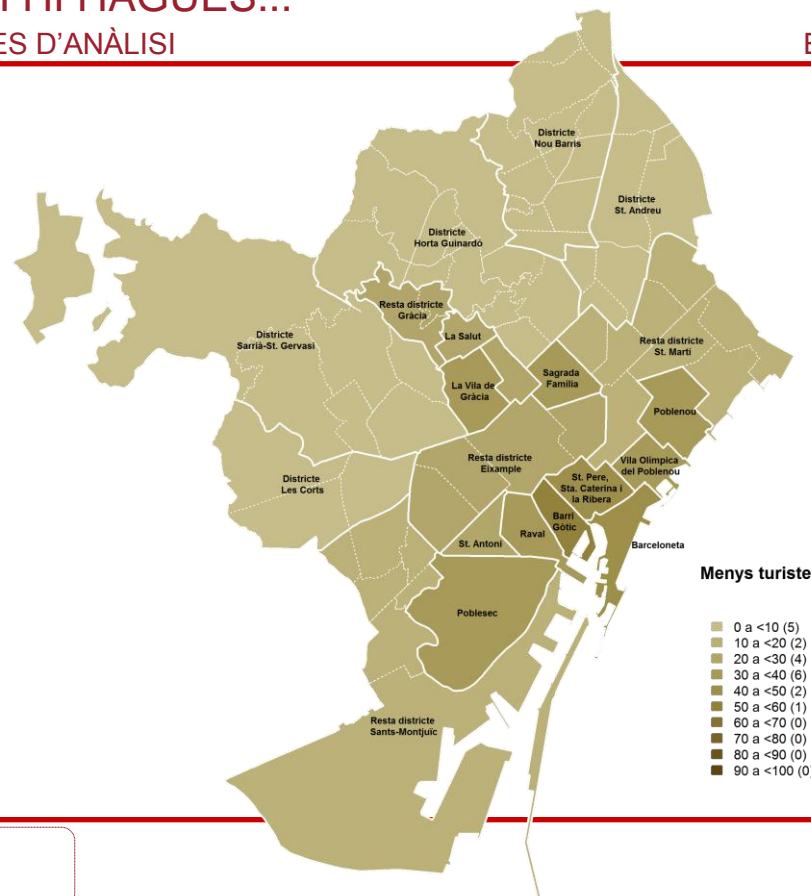 ES D'ANÀLISI
Districte
Nou Barris
Districte
St. Andreu
Districte
Horta Guinardó
Resta districte
Gràcia
La Salut
Districte
Sarrià-St. Gervasi
Resta districte
St. Martí
Sagrada
Família
La Vila de
Gràcia
Poblenou
Resta districte
Eixample
Vila Olímpica
del Poblenou
Districte
Les Corts
St. Pere,
Sta. Caterina i
la Ribera
Barri
Gòtic
Raval
St. Antoni
Barceloneta
Poblesec
Resta districte
Sants-Montjuïc
Menys turiste
0 a <10 (5)
10 a <20 (2)
20 a <30 (4)
30 a <40 (6)
40 a <50 (2)
50 a <60 (1)
60 a <70 (0)
70 a <80 (0)
80 a <90 (0)
90 a <100 (0)